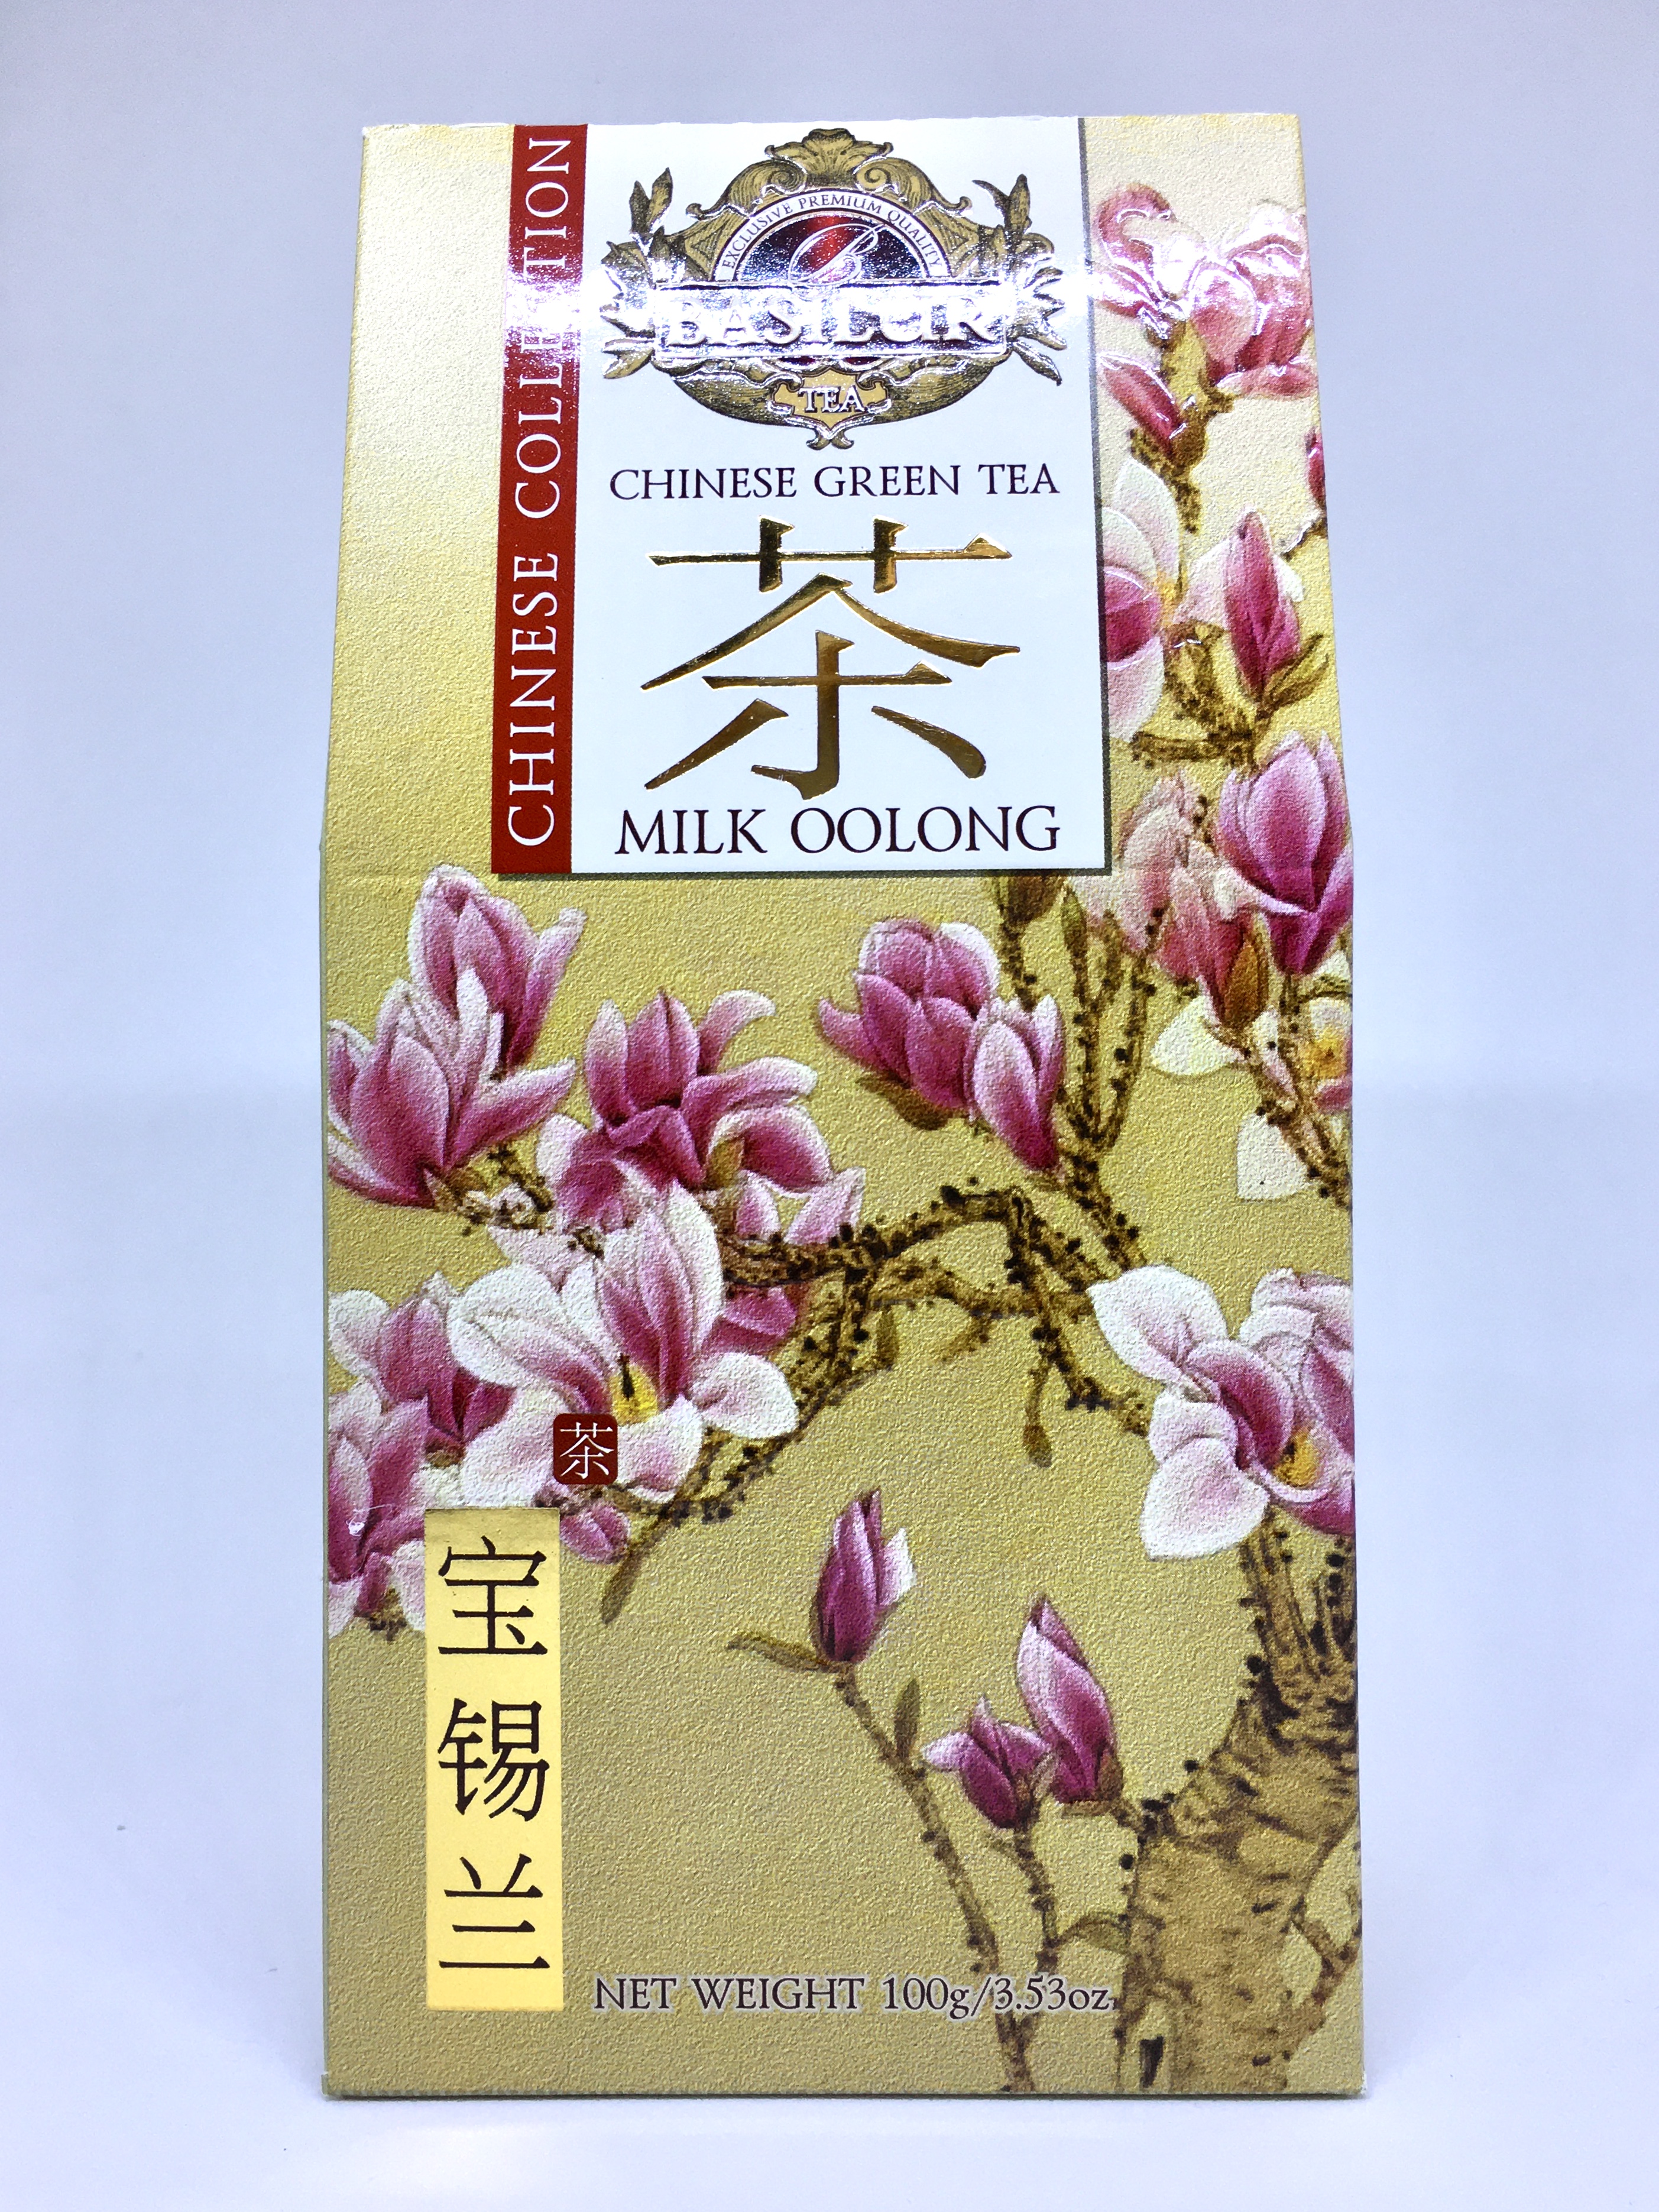 CHINESE COLLECTION
EXCLUSIVE PREMIUM QUALITY
B
BASILUR
TEA
CHINESE GREEN TEA
茶
MILK OOLONG
茶
宝锡兰
NET WEIGHT 100g/3.53oz.